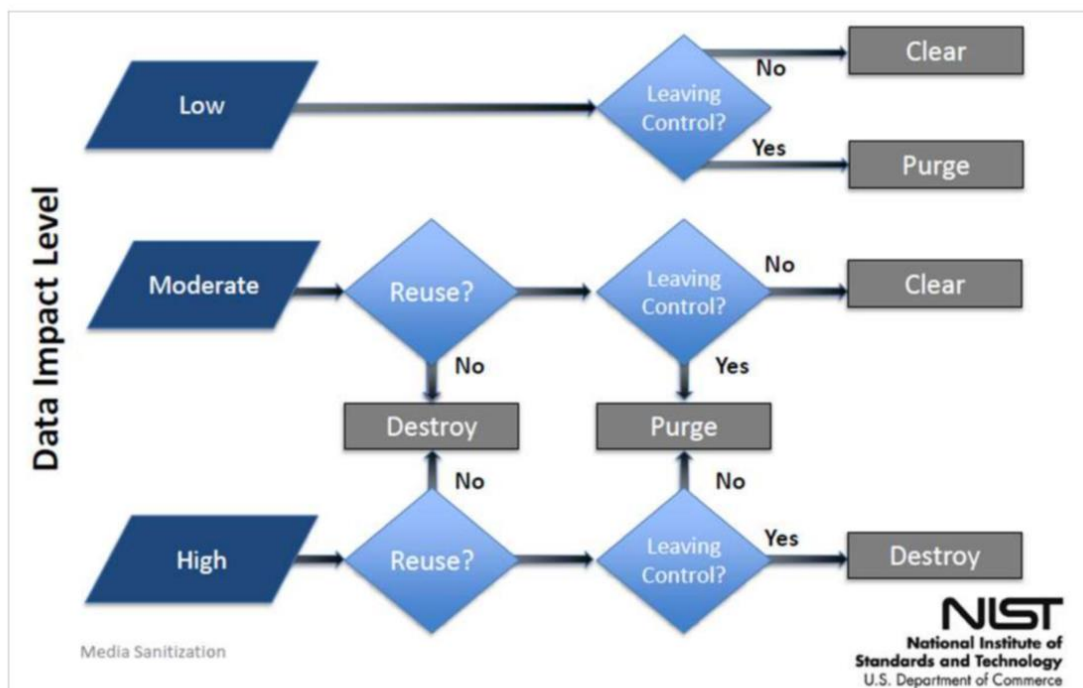 Data Impact Level
Low
Leaving
Control?
No
Clear
Yes
Purge
Moderate
Reuse?
Leaving
Control?
No
Clear
No
Yes
Destroy
Purge
No
No
High
Reuse?
Leaving
Control?
Yes
Destroy
Media Sanitization
NIST
National Institute of
Standards and Technology
U.S. Department of Commerce